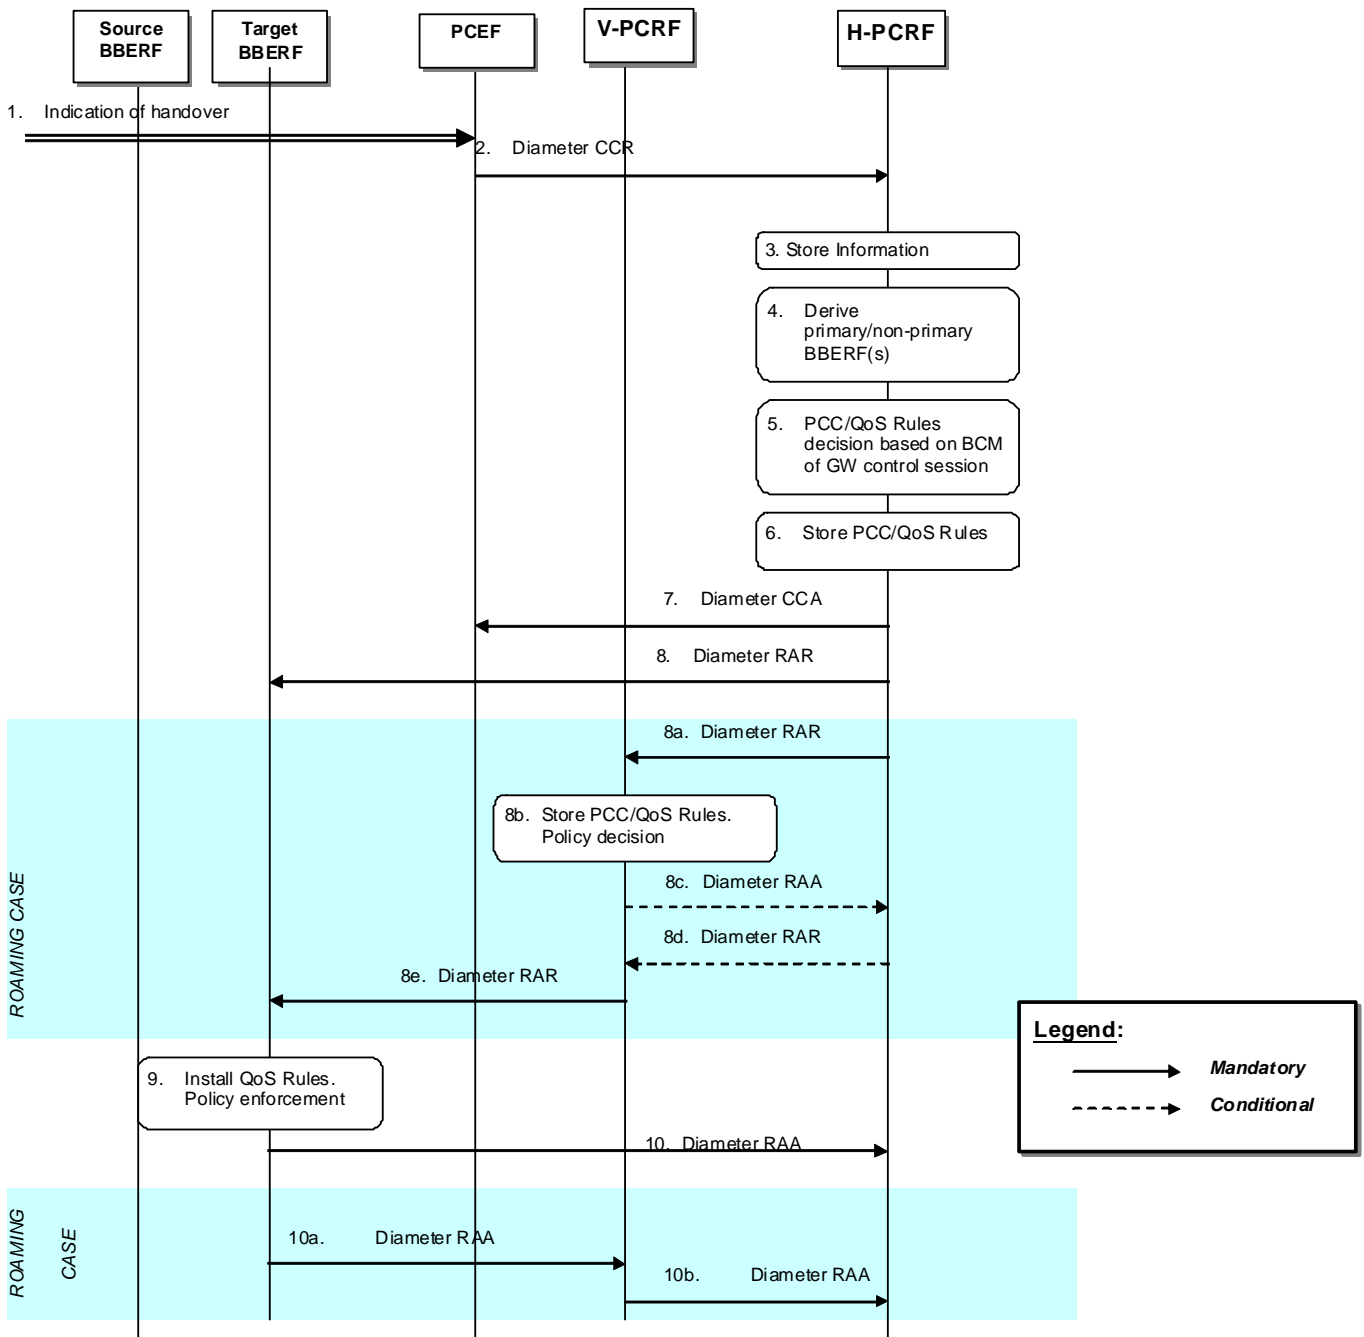 Source
BBERF
Target
BBERF
PCEF
V-PCRF
H-PCRF
1. Indication of handover
2. Diameter CCR
3. Store Information
4. Derive
primary/non-primary
BBERF(s)
5. PCC/QoS Rules
decision based on BCM
of GW control session
6. Store PCC/QoS Rules
7. Diameter CCA
8. Diameter RAR
8a. Diameter RAR
8b. Store PCC/QoS Rules.
Policy decision
8c. Diameter RAA
8d. Diameter RAR
8e. Diameter RAR
ROAMING CASE
Legend:
Mandatory
Conditional
9. Install QoS Rules.
Policy enforcement
10. Diameter RAA
ROAMING
CASE
10a. Diameter RAA
10b. Diameter RAA